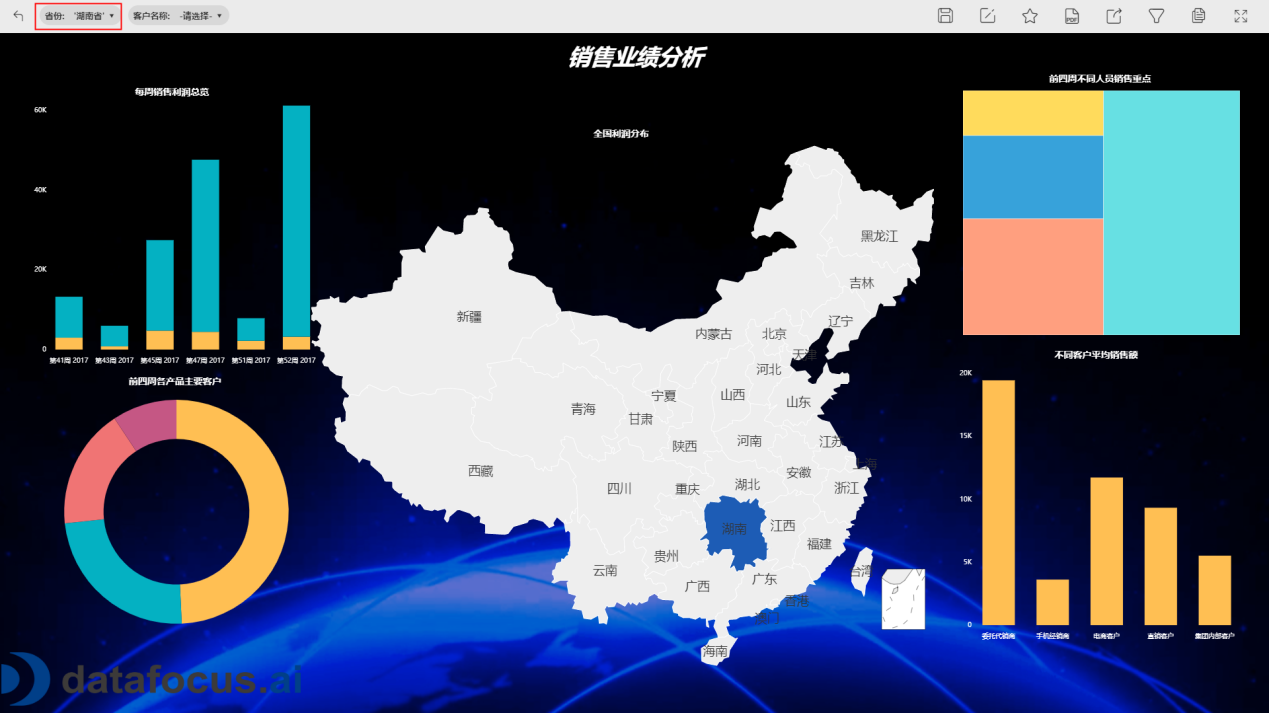 省份: '湖南省'
客户名称: -请选择-
PDF
销售业绩分析
每周销售利润总览
60K
40K
20K
0
第41周 2017
第43周 2017
第45周 2017
第47周 2017
第51周 2017
第52周 2017
前四周各产品主要客户
全国利润分布
黑龙江
吉林
辽宁
新疆
内蒙古
北京
天津
河北
宁夏
山西
山东
青海
甘肃
陕西
河南
江苏
西藏
四川
重庆
湖北
安徽
上海
浙江
湖南
江西
福建
贵州
云南
广西
广东
台湾
香港
澳门
海南
前四周不同人员销售重点
不同客户平均销售额
20K
15K
10K
5K
0
委托代销商
手机经销商
电商客户
直销客户
集团内部客户
datafocus.ai